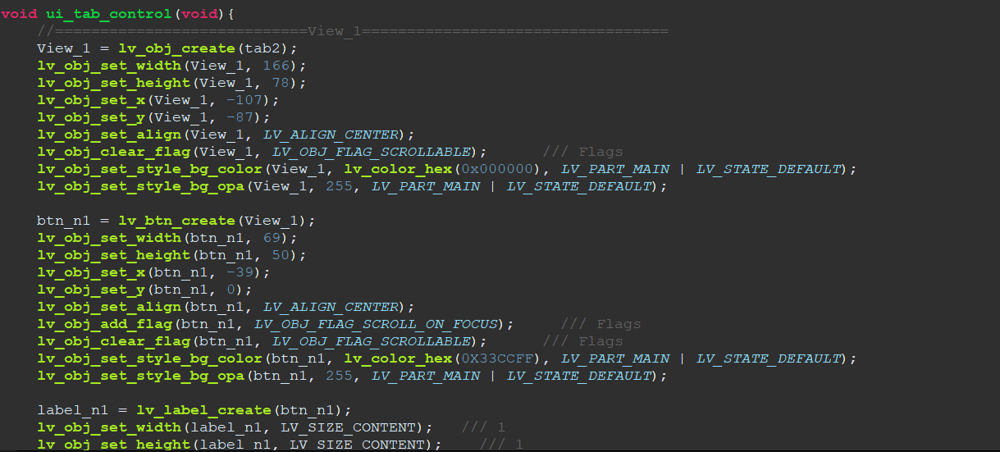 void ui_tab_control(void){
//============================View_1==================================
View_1 = lv_obj_create(tab2);
lv_obj_set_width(View_1, 166);
lv_obj_set_height(View_1, 78);
lv_obj_set_x(View_1, -107);
lv_obj_set_y(View_1, -87);
lv_obj_set_align(View_1, LV_ALIGN_CENTER);
lv_obj_clear_flag(View_1, LV_OBJ_FLAG_SCROLLABLE);      /// Flags
lv_obj_set_style_bg_color(View_1, lv_color_hex(0x000000), LV_PART_MAIN | LV_STATE_DEFAULT);
lv_obj_set_style_bg_opa(View_1, 255, LV_PART_MAIN | LV_STATE_DEFAULT);
btn_n1 = lv_btn_create(View_1);
lv_obj_set_width(btn_n1, 69);
lv_obj_set_height(btn_n1, 50);
lv_obj_set_x(btn_n1, -39);
lv_obj_set_y(btn_n1, 0);
lv_obj_set_align(btn_n1, LV_ALIGN_CENTER);
lv_obj_add_flag(btn_n1, LV_OBJ_FLAG_SCROLL_ON_FOCUS);     /// Flags
lv_obj_clear_flag(btn_n1, LV_OBJ_FLAG_SCROLLABLE);      /// Flags
lv_obj_set_style_bg_color(btn_n1, lv_color_hex(0X33CCFF), LV_PART_MAIN | LV_STATE_DEFAULT);
lv_obj_set_style_bg_opa(btn_n1, 255, LV_PART_MAIN | LV_STATE_DEFAULT);
label_n1 = lv_label_create(btn_n1);
lv_obj_set_width(label_n1, LV_SIZE_CONTENT);   /// 1
lv_obj_set_height(label_n1, LV_SIZE_CONTENT);    /// 1